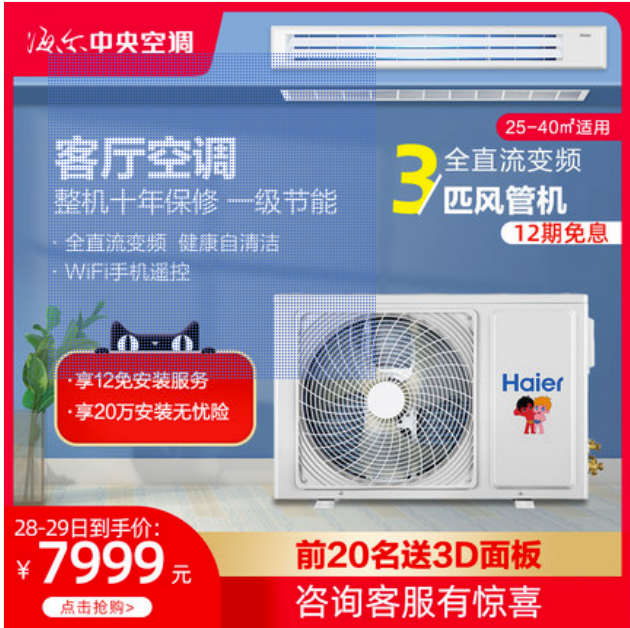 海尔中央空调
Haier
25-40㎡适用
客厅空调
整机十年保修 一级节能
· 全直流变频 健康自清洁
· WiFi手机遥控
3
全直流变频
匹风管机
12期免息
·享12免安装服务
·享20万安装无忧险
Haier
28-29日到手价:
¥7999元
点击抢购>
前20名送3D面板
咨询客服有惊喜